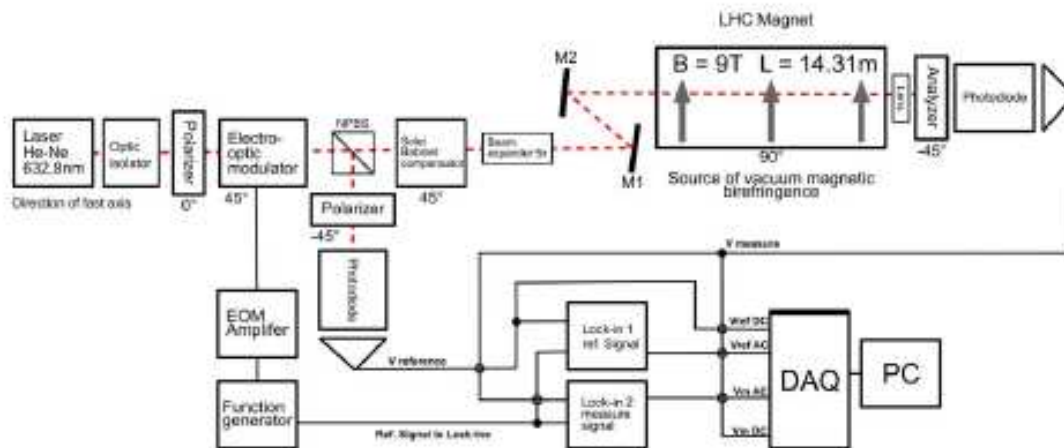 LHC Magnet
M2
B = 9T L = 14.31m
Lens
Analyzer
Photodiode
-45°
Laser
He-Ne
632.8nm
Optic
isolator
Polarizer
Electro-
optic
modulator
NPBS
Solei
Babinet
compensator
Beam
expander 5x
M1
90°
Source of vacuum magnetic
birefringence
Direction of fast axis
0°
45°
45°
Polarizer
-45°
Photodiode
V measure
EOM
Amplifer
Lock-in 1
ref. Signal
Vref DC
Vref AC
V reference
DAQ
PC
Function
generator
Lock-in 2
measure
signal
Vm AC
Vm DC
Ref. Signal to Lock-ins